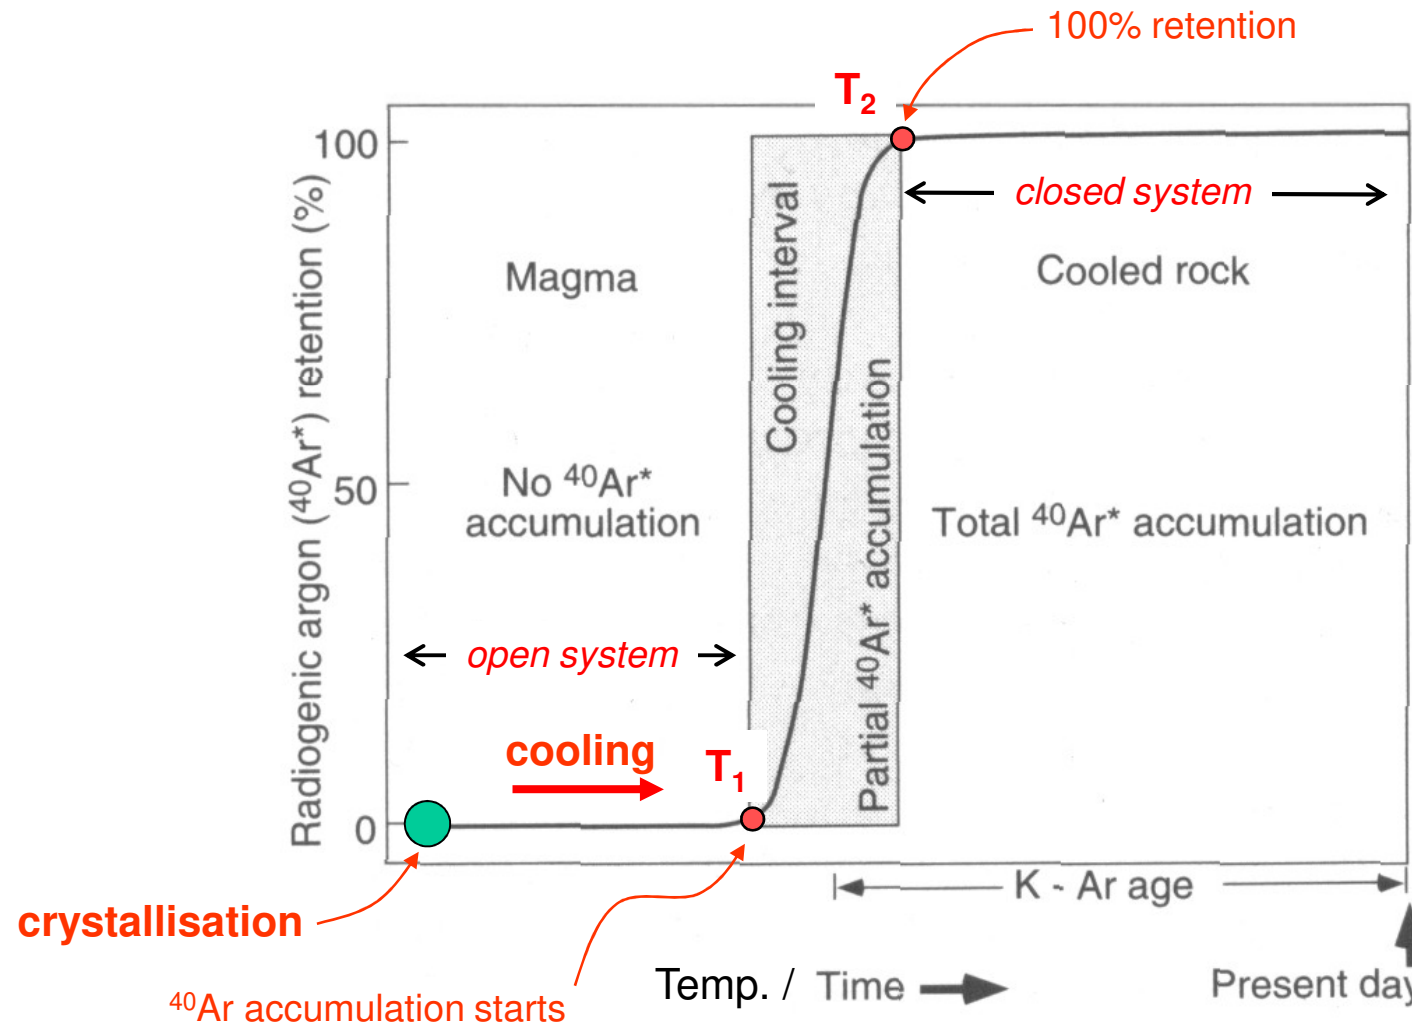 100% retention
T₂
100
closed system
Cooling interval
Radiogenic argon (⁴⁰Ar*) retention (%)
Magma
Cooled rock
50
No ⁴⁰Ar*
accumulation
Partial ⁴⁰Ar* accumulation
Total ⁴⁰Ar* accumulation
open system
cooling
T₁
0
K - Ar age
crystallisation
Temp. / Time
Present day
⁴⁰Ar accumulation starts